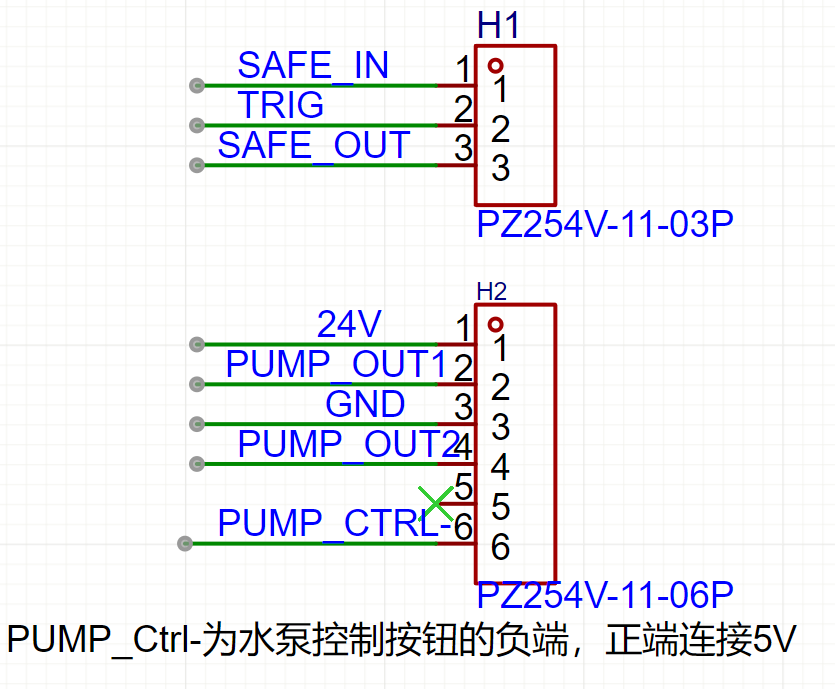 H1
SAFE_IN 1 1
TRIG 2 2
SAFE_OUT 3 3
PZ254V-11-03P
H2
24V 1 1
PUMP_OUT1 2 2
GND 3 3
PUMP_OUT2 4 4
5 5
PUMP_CTRL- 6 6
PZ254V-11-06P
PUMP_Ctrl-为水泵控制按钮的负端，正端连接5V